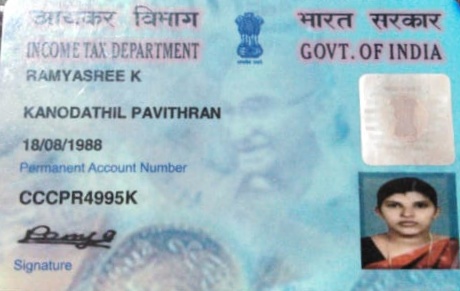 आयकर विभाग
भारत सरकार
INCOME TAX DEPARTMENT
GOVT. OF INDIA
RAMYASREE K
KANODATHIL PAVITHRAN
18/08/1988
Permanent Account Number
CCCPR4995K
Signature